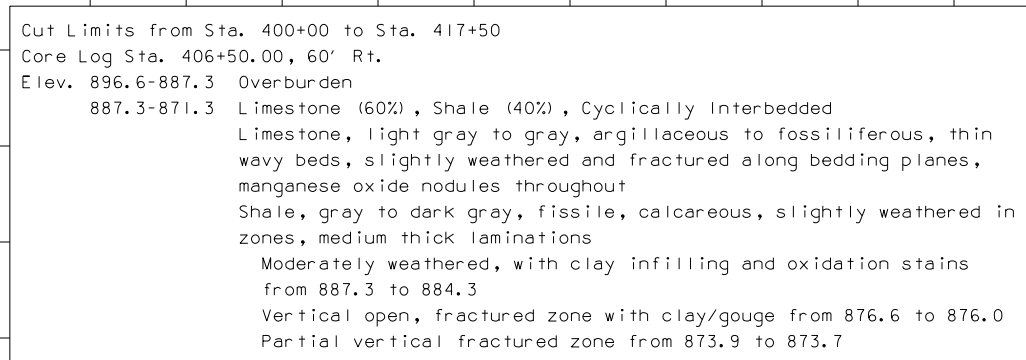 Cut Limits from Sta. 400+00 to Sta. 417+50
Core Log Sta. 406+50.00, 60' Rt.
Elev. 896.6-887.3 Overburden
887.3-871.3 Limestone (60%), Shale (40%), Cyclically Interbedded
Limestone, light gray to gray, argillaceous to fossiliferous, thin
wavy beds, slightly weathered and fractured along bedding planes,
manganese oxide nodules throughout
Shale, gray to dark gray, fissile, calcareous, slightly weathered in
zones, medium thick laminations
Moderately weathered, with clay infilling and oxidation stains
from 887.3 to 884.3
Vertical open, fractured zone with clay/gouge from 876.6 to 876.0
Partial vertical fractured zone from 873.9 to 873.7